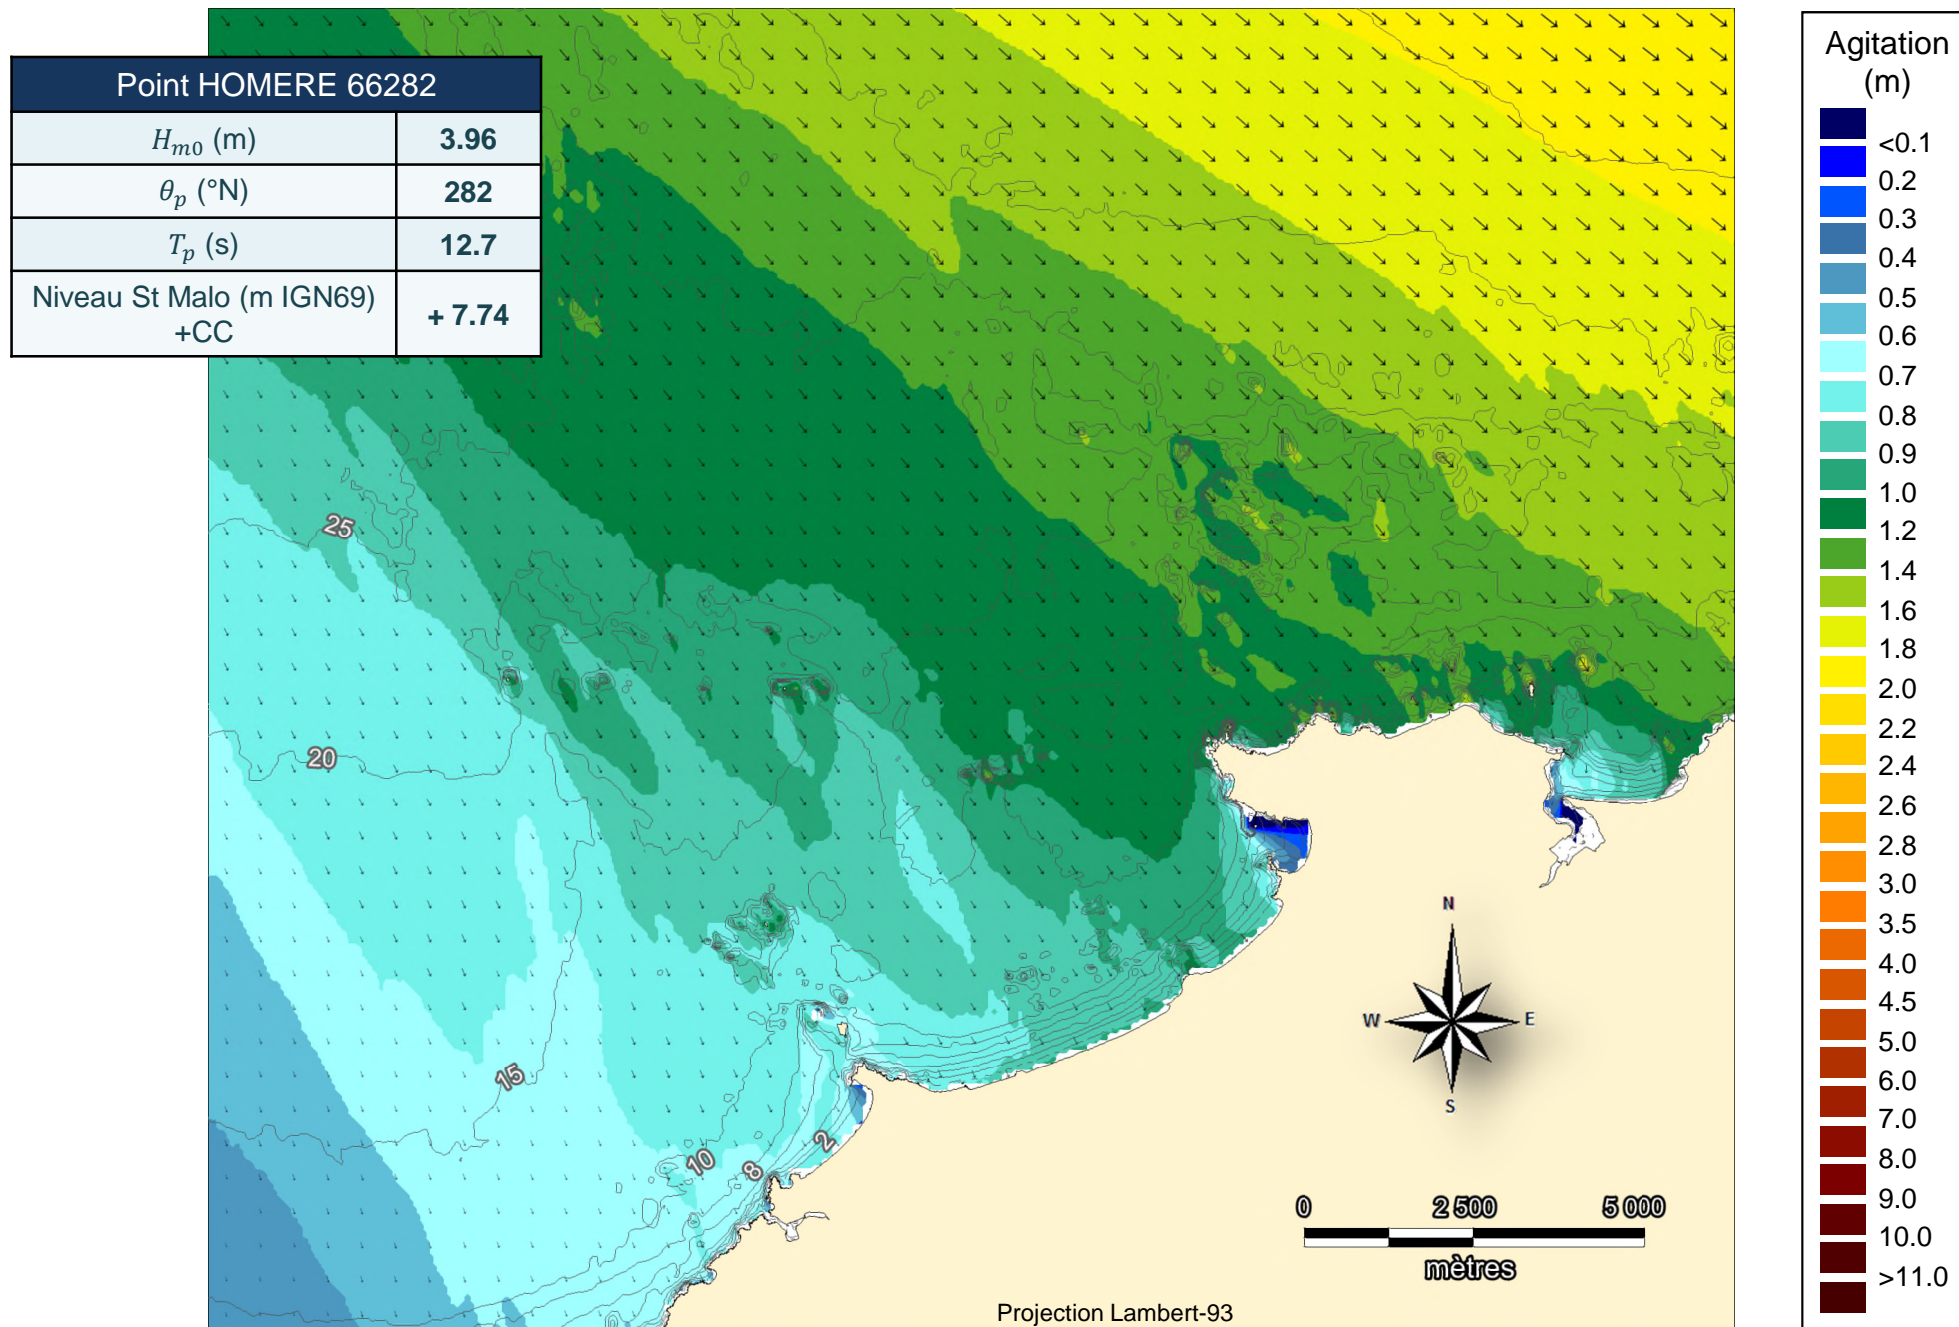 Point HOMERE 66282
H_{m0} (m) 3.96
θ_p (°N) 282
T_p (s) 12.7
Niveau St Malo (m IGN69)
+CC + 7.74
25
20
15
10
8
2
N
W E
S
0 2 500 5 000
mètres
Projection Lambert-93
Agitation
(m)
<0.1
0.2
0.3
0.4
0.5
0.6
0.7
0.8
0.9
1.0
1.2
1.4
1.6
1.8
2.0
2.2
2.4
2.6
2.8
3.0
3.5
4.0
4.5
5.0
6.0
7.0
8.0
9.0
10.0
>11.0